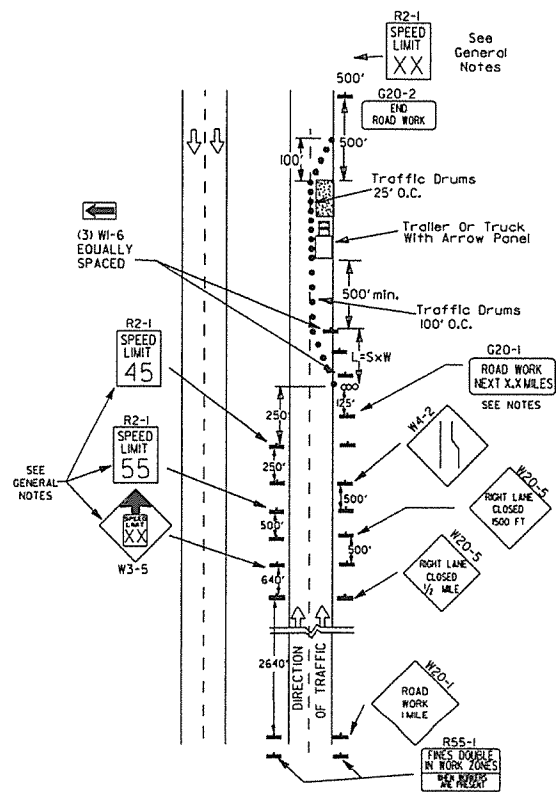 R2-1
SPEED
LIMIT
XX
See
General
Notes
500'
G20-2
END
ROAD WORK
500'
100'
Traffic Drums
25' O.C.
Trailer Or Truck
With Arrow Panel
(3) W1-6
EQUALLY
SPACED
500' min.
Traffic Drums
100' O.C.
R2-1
SPEED
LIMIT
45
L=SxW
G20-1
ROAD WORK
NEXT X.X MILES
SEE NOTES
125'
250'
R2-1
SPEED
LIMIT
55
W4-2
250'
SEE
GENERAL
NOTES
500'
W20-5
RIGHT LANE
CLOSED
1500 FT
SPEED
LIMIT
XX
W3-5
500'
500'
W20-5
RIGHT LANE
CLOSED
1/2 MILE
640'
2640'
DIRECTION
OF TRAFFIC
W20-1
ROAD
WORK
1 MILE
R55-1
FINES DOUBLE
IN WORK ZONES
WHEN WORKERS
ARE PRESENT